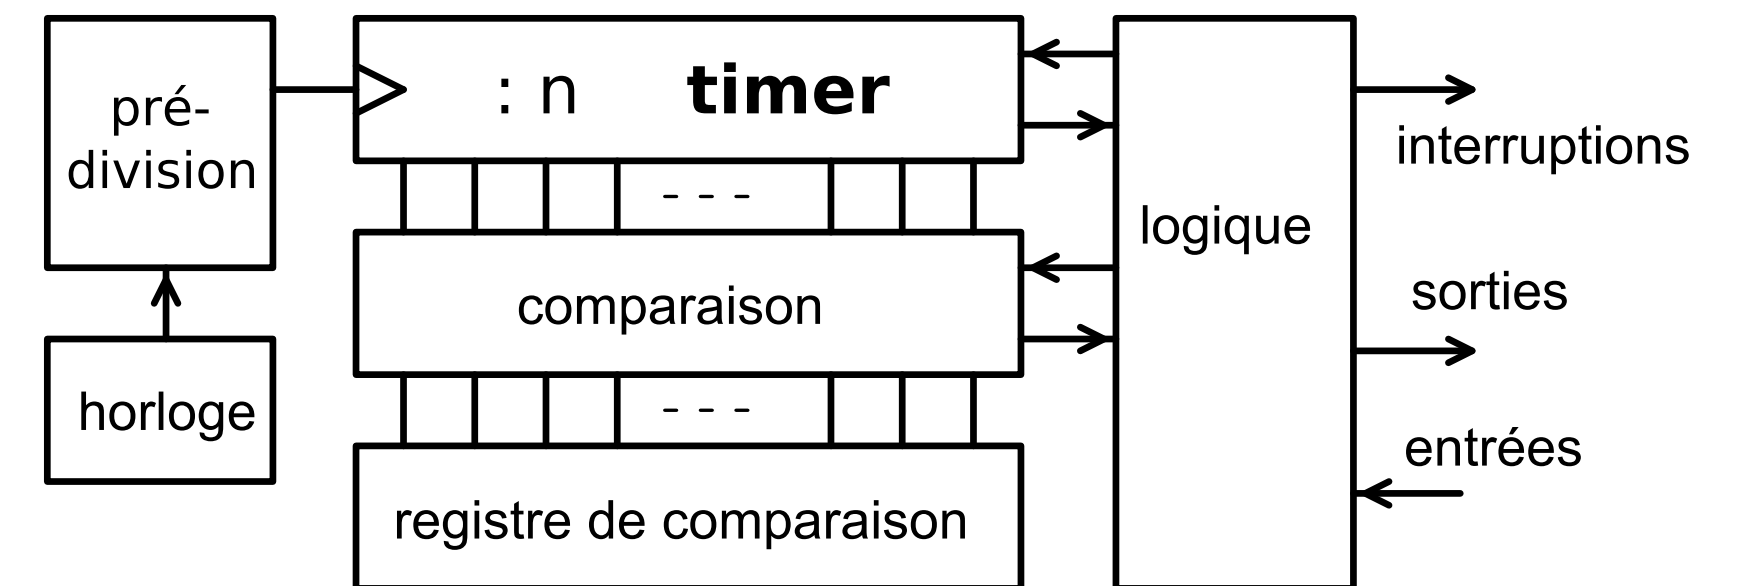 pré-
division
: n timer
interruptions
logique
sorties
comparaison
horloge
entrées
registre de comparaison